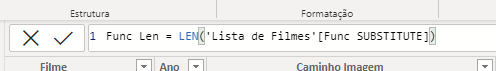 Estrutura Formatação
1 Func Len = LEN('Lista de Filmes'[Func SUBSTITUTE])
Filme Ano Caminho Imagem